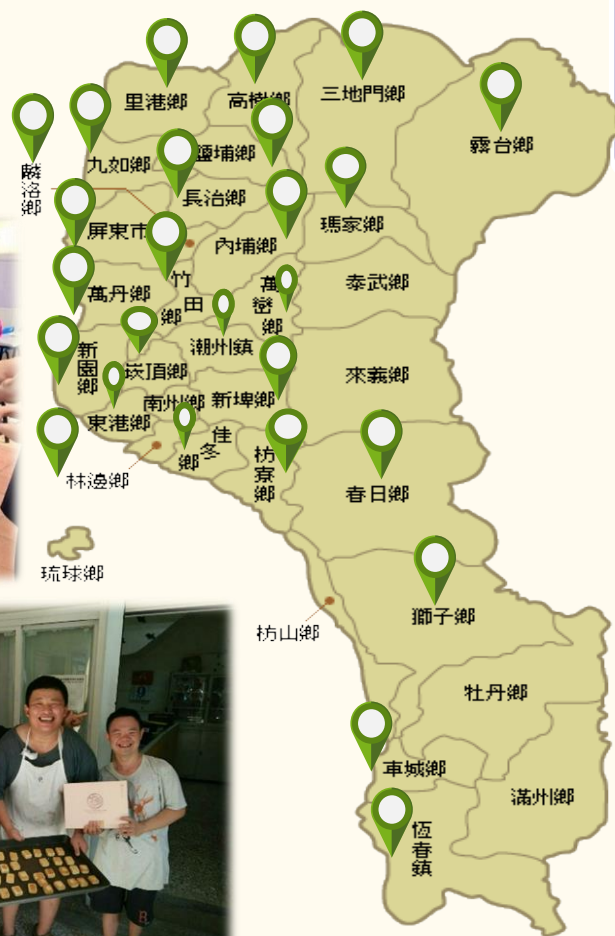 里港鄉
高樹鄉
三地門鄉
霧台鄉
麟洛鄉
九如鄉
鹽埔鄉
長治鄉
屏東市
內埔鄉
瑪家鄉
萬丹鄉
竹田鄉
萬巒鄉
泰武鄉
新園鄉
崁頂鄉
潮州鎮
來義鄉
南州鄉
新埤鄉
東港鄉
佳冬鄉
枋寮鄉
春日鄉
林邊鄉
琉球鄉
枋山鄉
獅子鄉
牡丹鄉
車城鄉
滿州鄉
恆春鎮
9
R